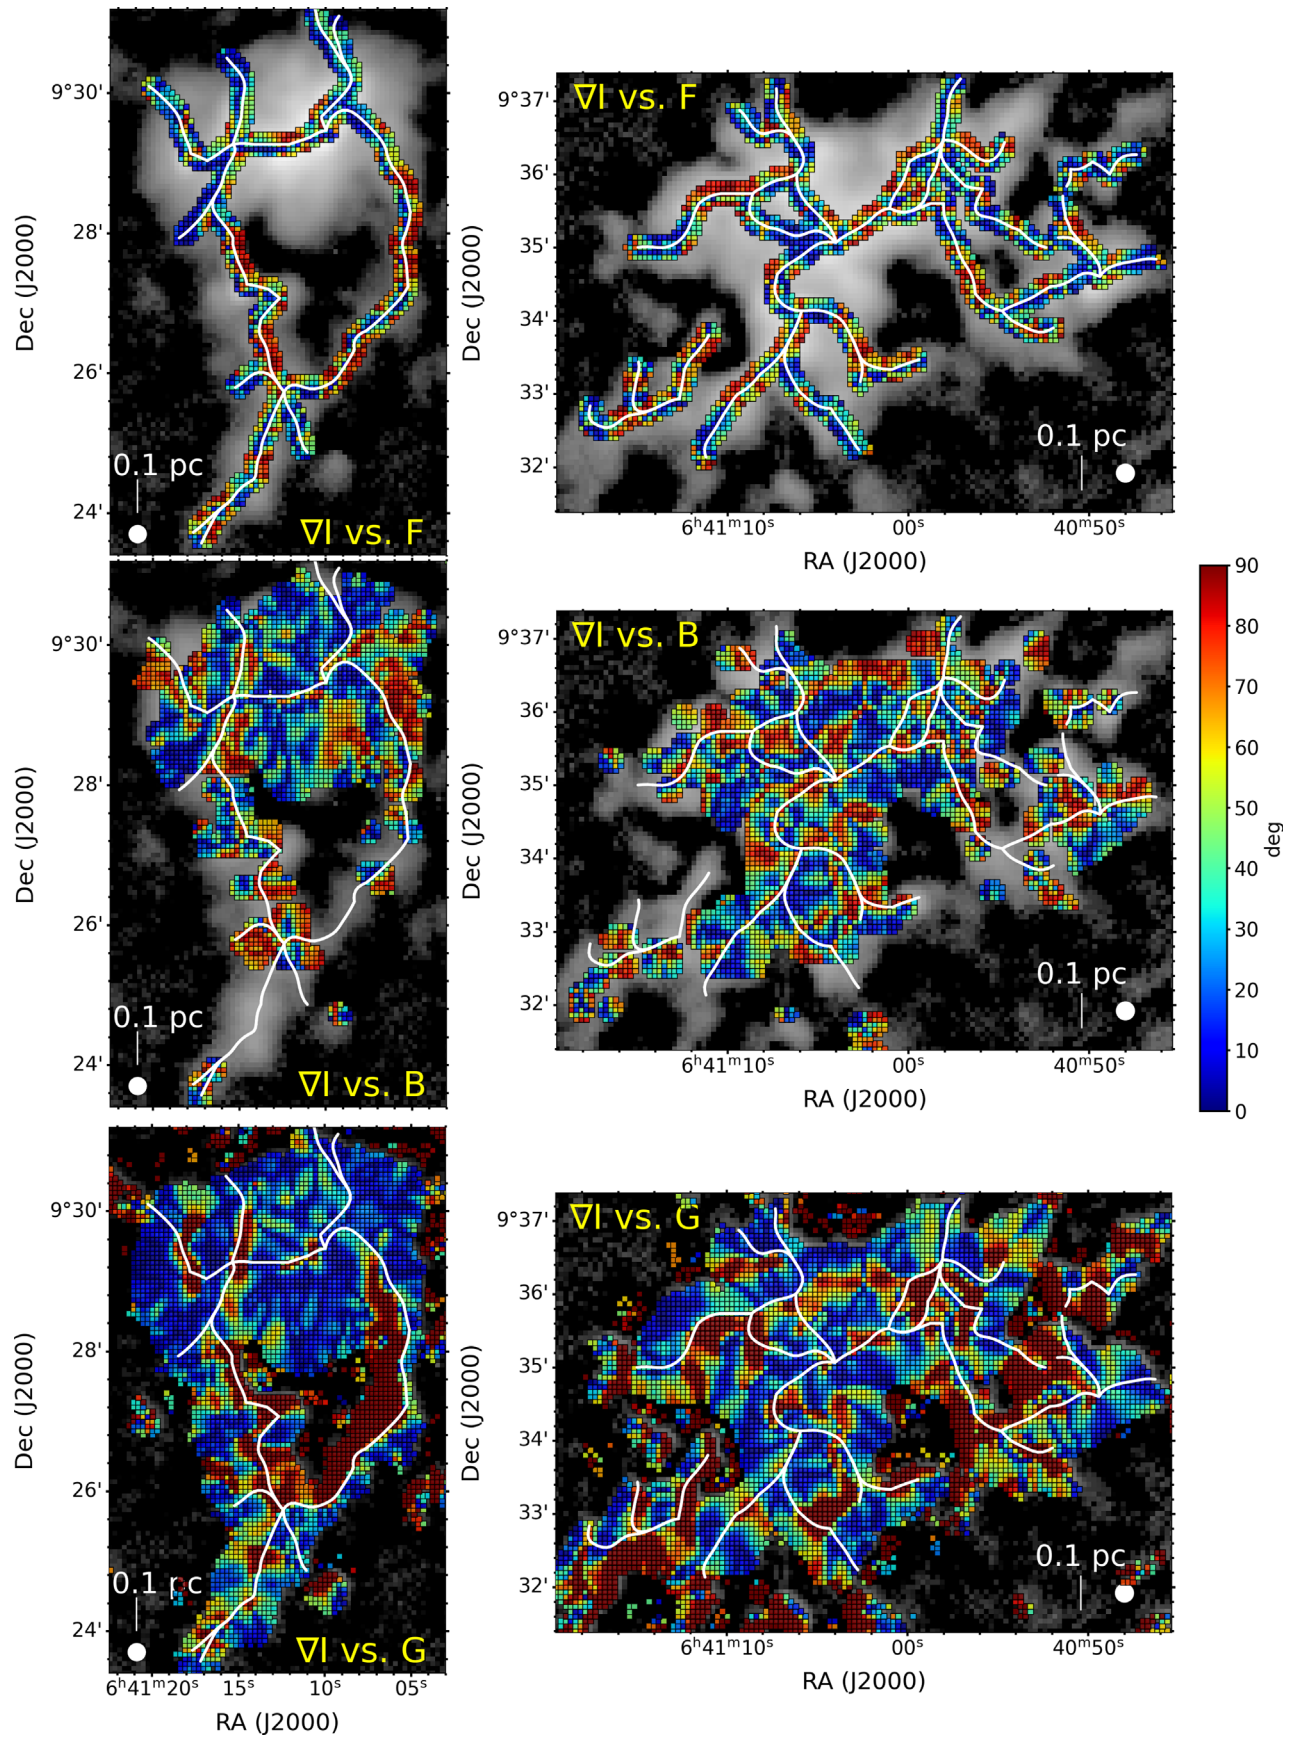 ∇I vs. F
9°30'
28'
26'
24'
Dec (J2000)
0.1 pc
∇I vs. F
9°37'
36'
35'
34'
33'
32'
Dec (J2000)
0.1 pc
6ʰ41ᵐ10ˢ 00ˢ 40ᵐ50ˢ
RA (J2000)
9°30'
28'
26'
24'
Dec (J2000)
0.1 pc
∇I vs. B
∇I vs. B
9°37'
36'
35'
34'
33'
32'
Dec (J2000)
0.1 pc
6ʰ41ᵐ10ˢ 00ˢ 40ᵐ50ˢ
RA (J2000)
90
80
70
60
50
40
30
20
10
0
deg
9°30'
28'
26'
24'
Dec (J2000)
0.1 pc
∇I vs. G
6ʰ41ᵐ20ˢ 15ˢ 10ˢ 05ˢ
RA (J2000)
∇I vs. G
9°37'
36'
35'
34'
33'
32'
Dec (J2000)
0.1 pc
6ʰ41ᵐ10ˢ 00ˢ 40ᵐ50ˢ
RA (J2000)